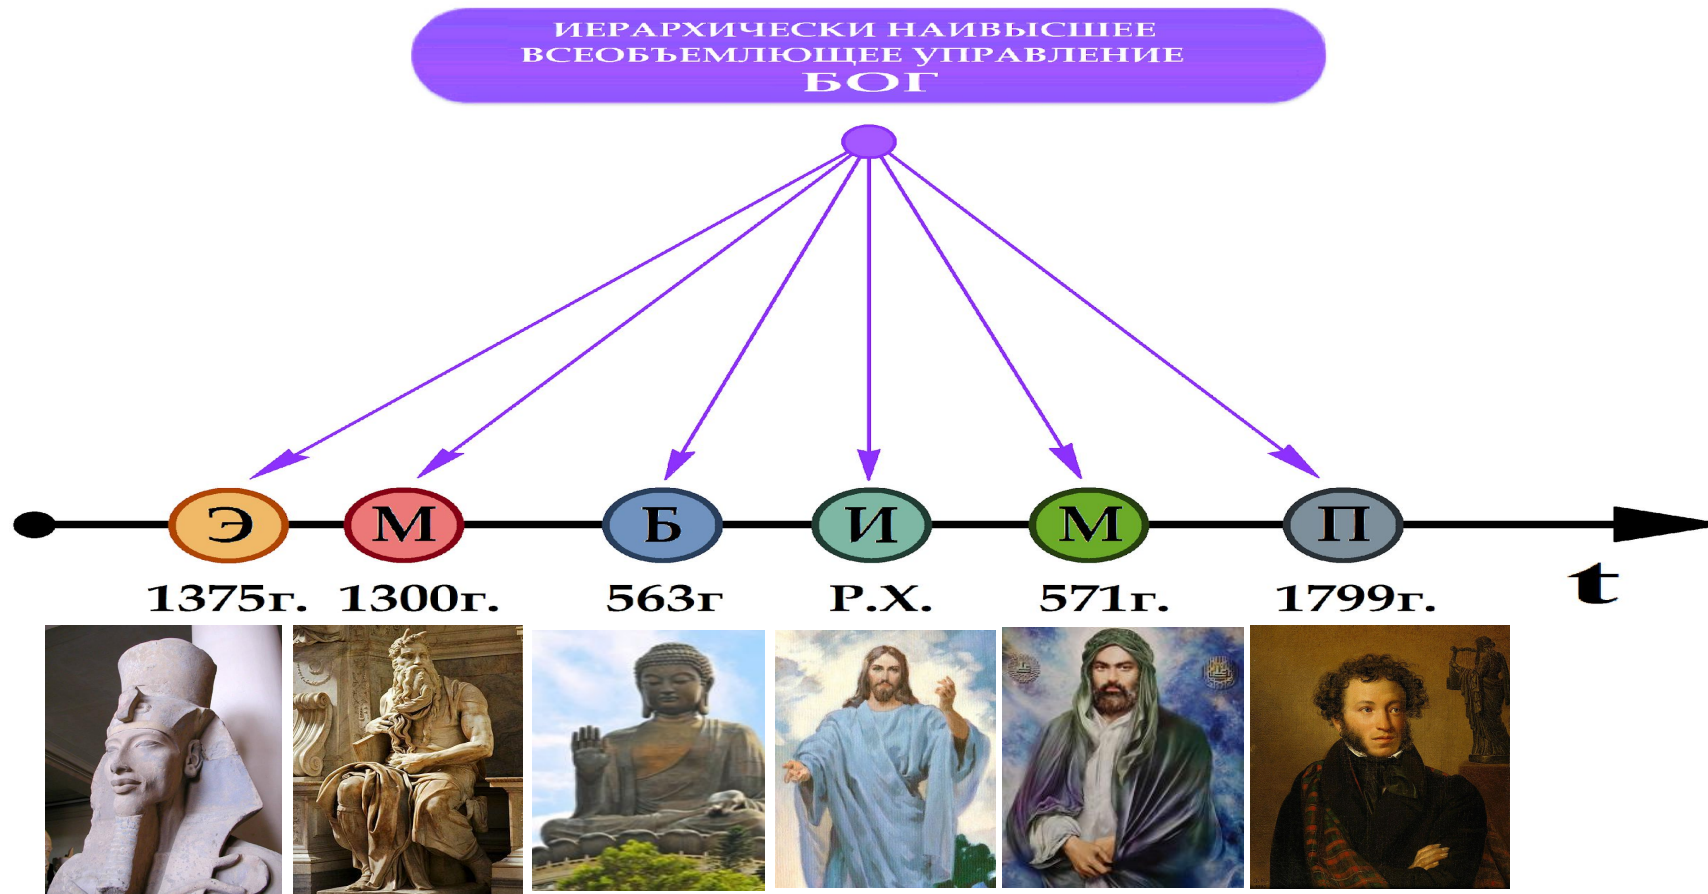 ИЕРАРХИЧЕСКИ НАИВЫСШЕЕ
ВСЕОБЪЕМЛЮЩЕЕ УПРАВЛЕНИЕ
БОГ
Э М Б И М П
1375г. 1300г. 563г Р.Х. 571г. 1799г.
t